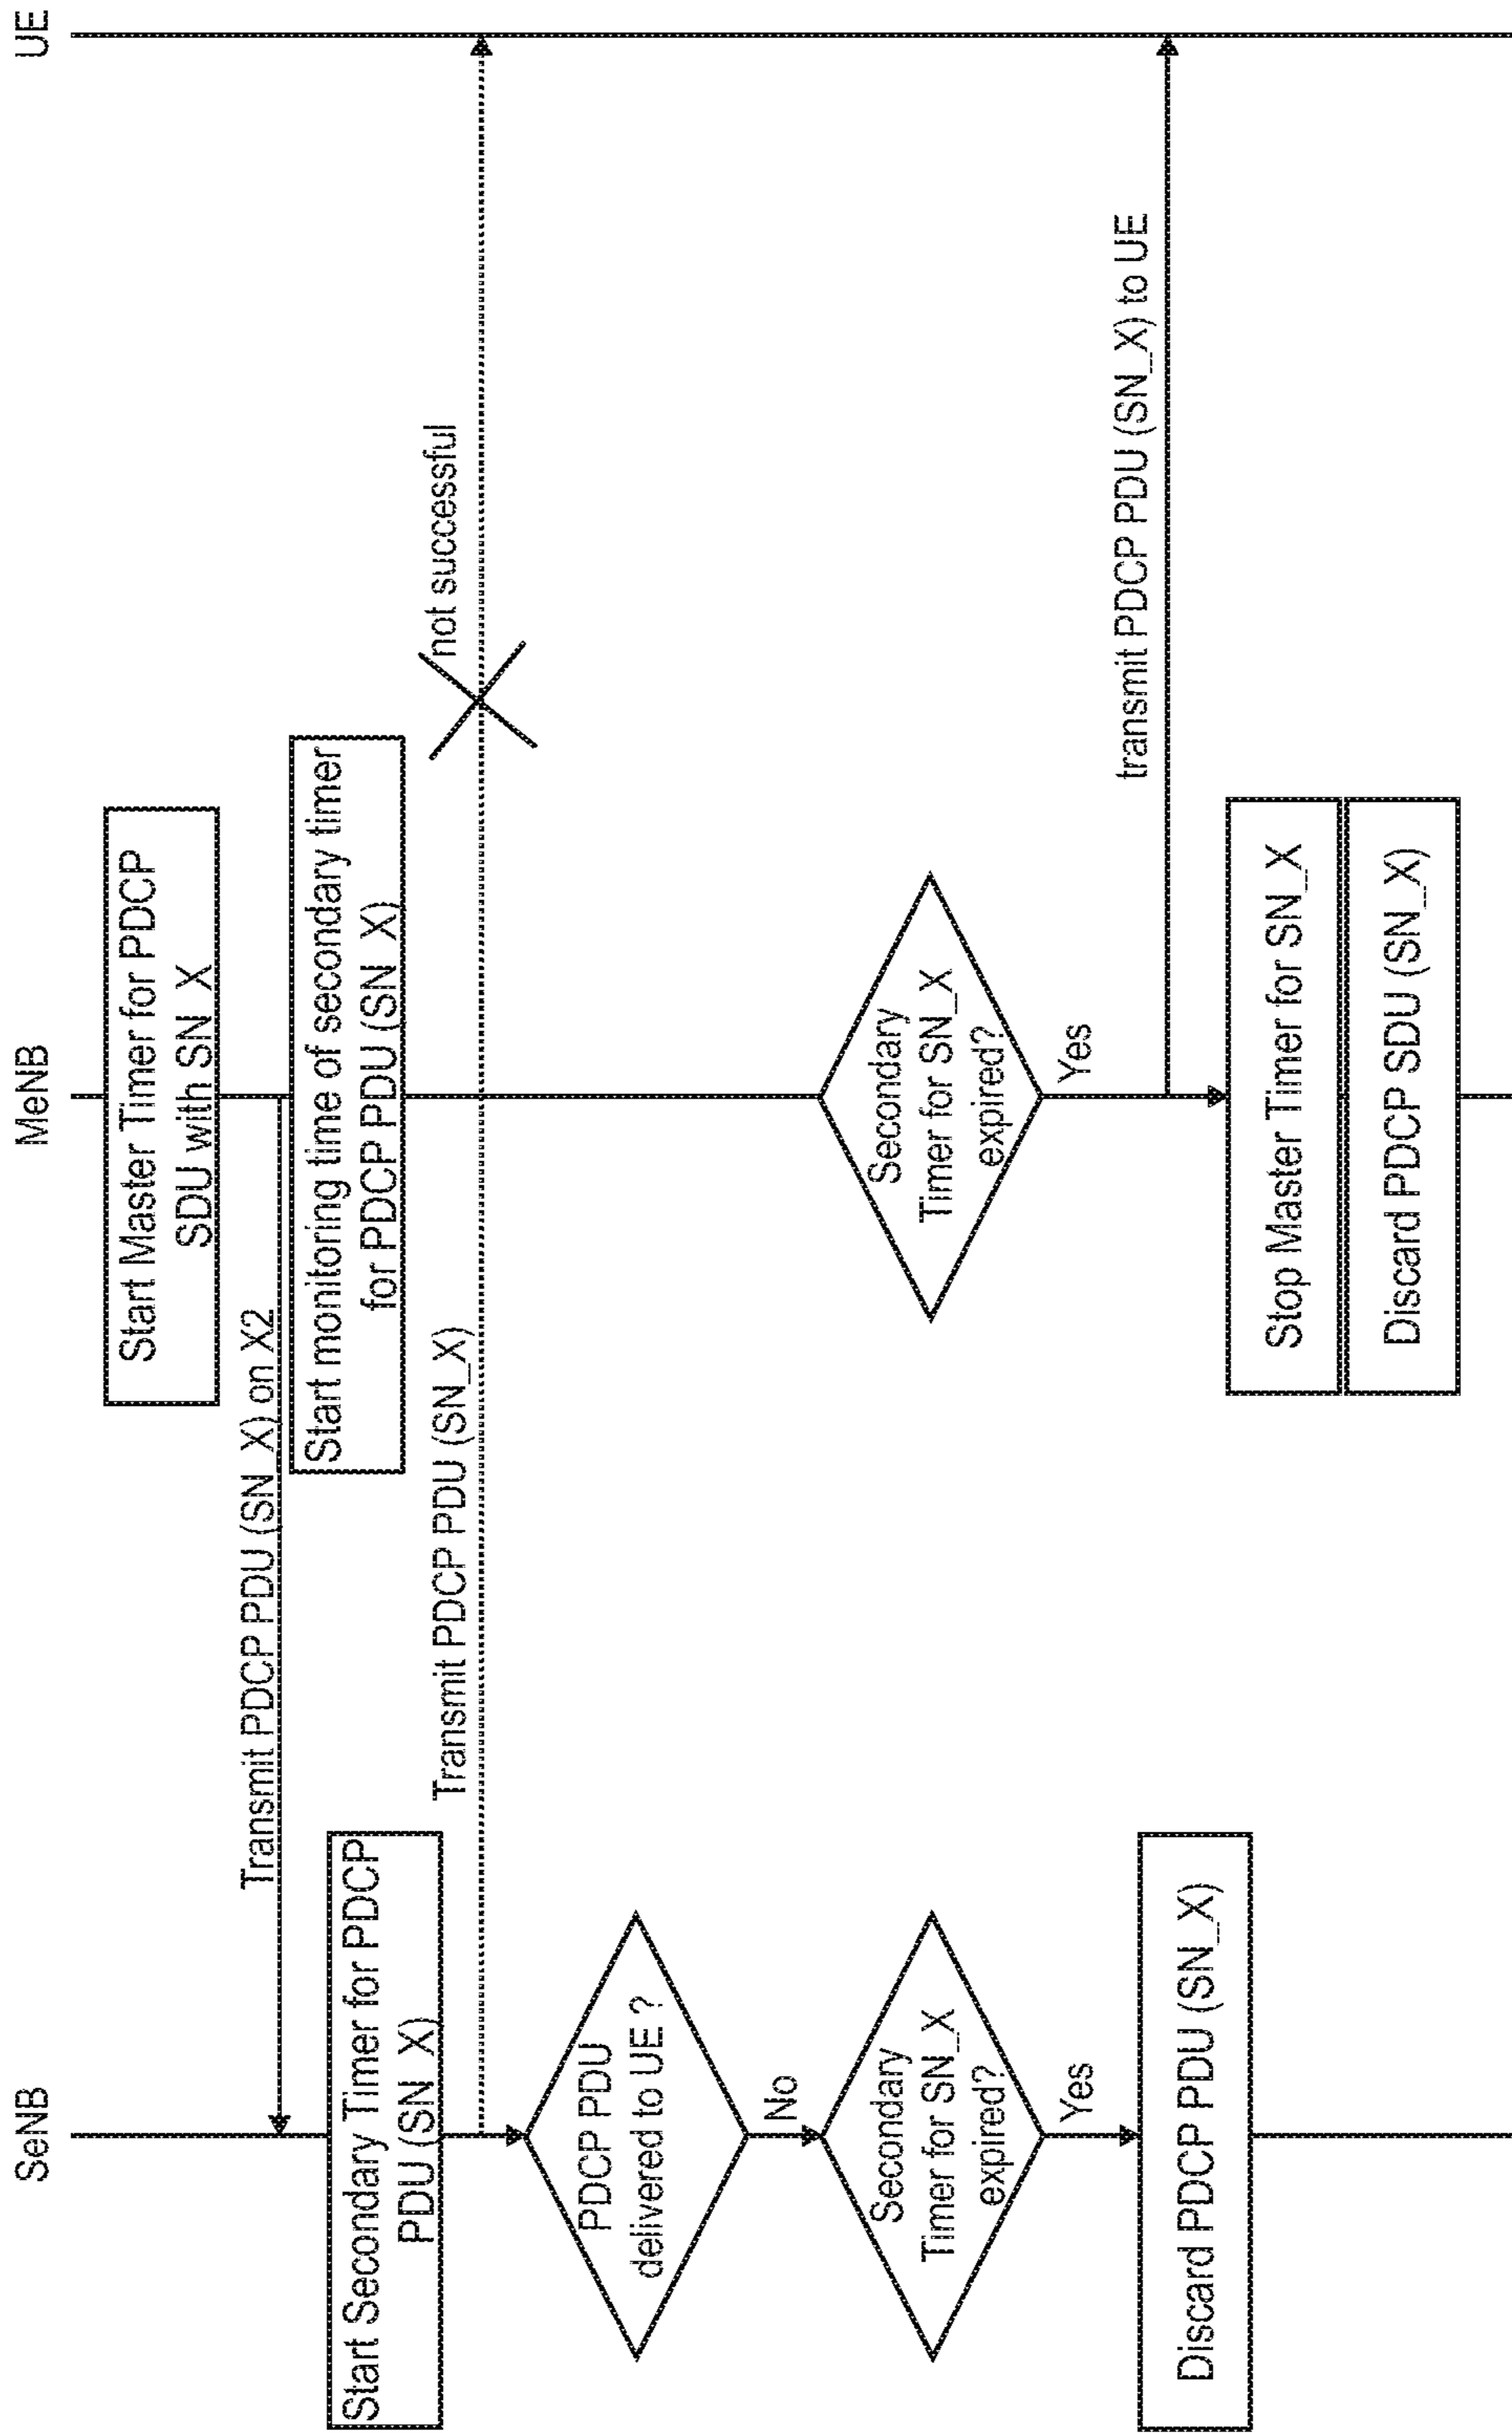 SeNB
MeNB
UE
Start Master Timer for PDCP
SDU with SN_X
Transmit PDCP PDU (SN_X) on X2
Start monitoring time of secondary timer
for PDCP PDU (SN_X)
Start Secondary Timer for PDCP
PDU (SN_X)
Transmit PDCP PDU (SN_X)
not successful
PDCP PDU
delivered to UE ?
No
Secondary
Timer for SN_X
expired?
Yes
Secondary
Timer for SN_X
expired?
Yes
transmit PDCP PDU (SN_X) to UE
Discard PDCP PDU (SN_X)
Stop Master Timer for SN_X
Discard PDCP SDU (SN_X)